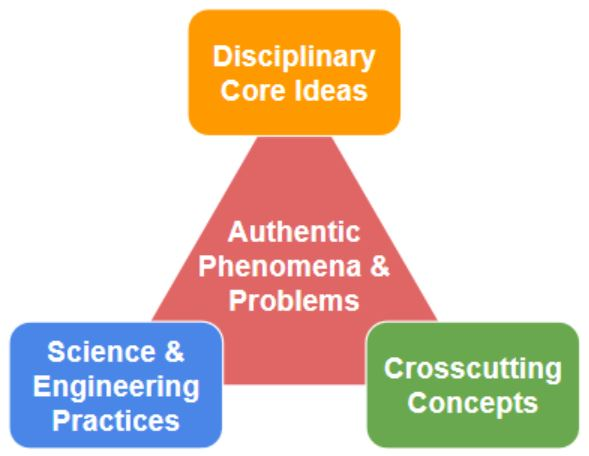 Disciplinary
Core Ideas
Authentic
Phenomena &
Problems
Science &
Engineering
Practices
Crosscutting
Concepts